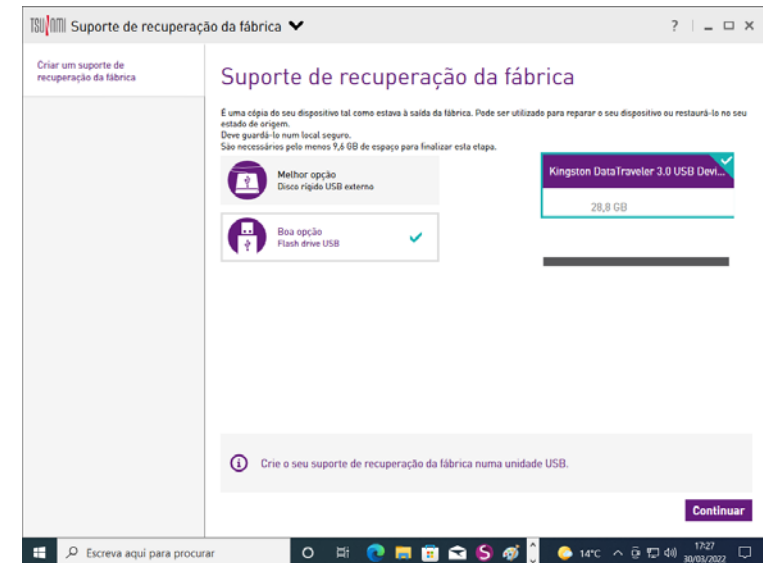 TSUNAMI Suporte de recuperação da fábrica
?
Criar um suporte de
recuperação da fábrica
Suporte de recuperação da fábrica
É uma cópia do seu dispositivo tal como estava à saída da fábrica. Pode ser utilizado para reparar o seu dispositivo ou restaurá-lo no seu
estado de origem.
Deve guardá-lo num local seguro.
São necessários pelo menos 9,6 GB de espaço para finalizar esta etapa.
Melhor opção
Disco rígido USB externo
Boa opção
Flash drive USB
Kingston DataTraveler 3.0 USB Devi...
28,8 GB
Crie o seu suporte de recuperação da fábrica numa unidade USB.
Continuar
Escreva aqui para procurar
14°C
17:27
30/03/2022